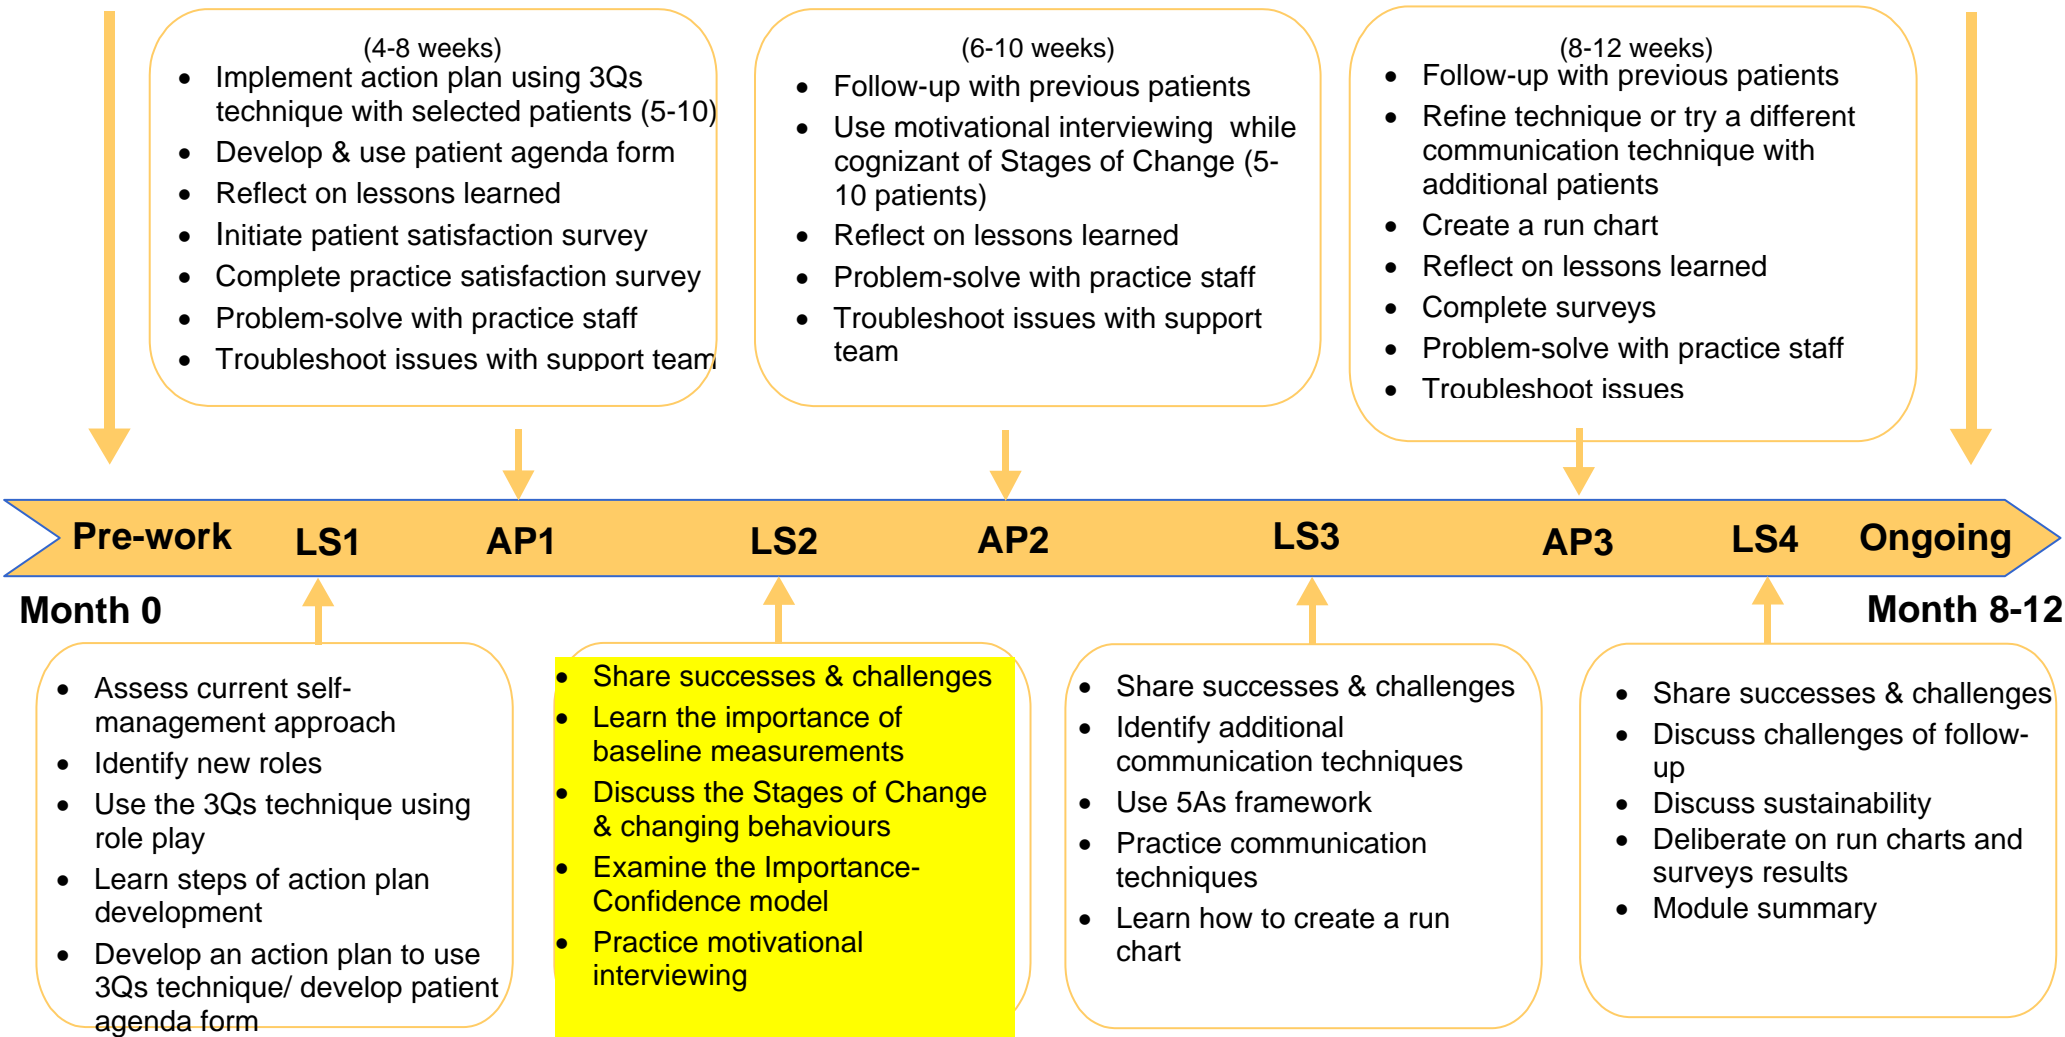 (4-8 weeks)
• Implement action plan using 3Qs
technique with selected patients (5-10)
• Develop & use patient agenda form
• Reflect on lessons learned
• Initiate patient satisfaction survey
• Complete practice satisfaction survey
• Problem-solve with practice staff
• Troubleshoot issues with support team
(6-10 weeks)
• Follow-up with previous patients
• Use motivational interviewing while
cognizant of Stages of Change (5-
10 patients)
• Reflect on lessons learned
• Problem-solve with practice staff
• Troubleshoot issues with support
team
(8-12 weeks)
• Follow-up with previous patients
• Refine technique or try a different
communication technique with
additional patients
• Create a run chart
• Reflect on lessons learned
• Complete surveys
• Problem-solve with practice staff
• Troubleshoot issues
Pre-work LS1 AP1 LS2 AP2 LS3 AP3 LS4 Ongoing
Month 0
Month 8-12
• Assess current self-
management approach
• Identify new roles
• Use the 3Qs technique using
role play
• Learn steps of action plan
development
• Develop an action plan to use
3Qs technique/ develop patient
agenda form
• Share successes & challenges
• Learn the importance of
baseline measurements
• Discuss the Stages of Change
& changing behaviours
• Examine the Importance-
Confidence model
• Practice motivational
interviewing
• Share successes & challenges
• Identify additional
communication techniques
• Use 5As framework
• Practice communication
techniques
• Learn how to create a run
chart
• Share successes & challenges
• Discuss challenges of follow-
up
• Discuss sustainability
• Deliberate on run charts and
surveys results
• Module summary